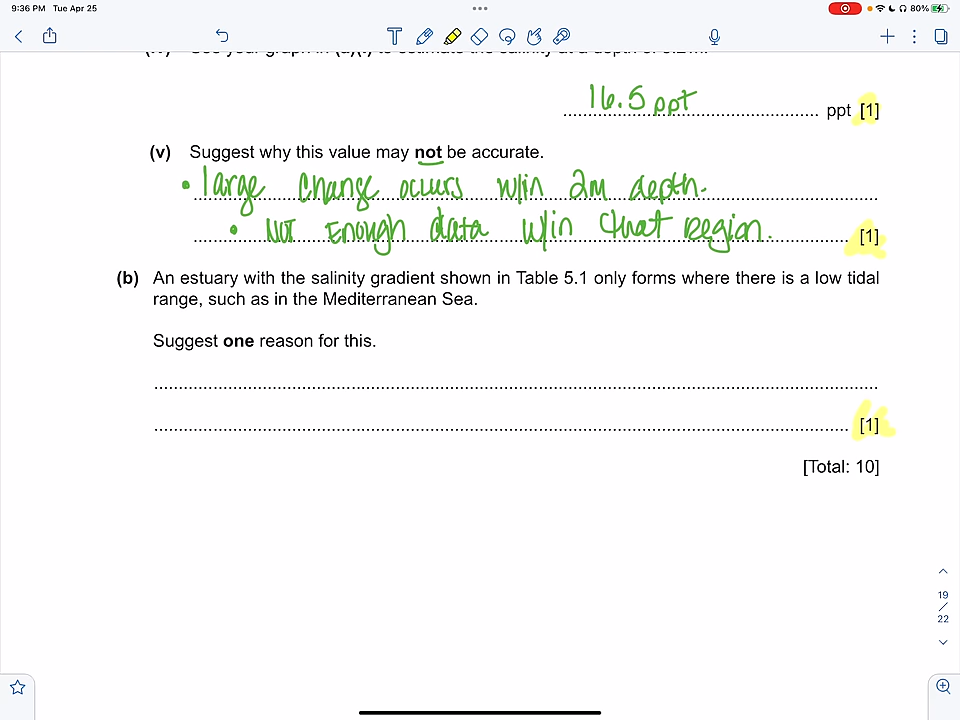 9:36 PM Tue Apr 25
80%
16.5 ppt
ppt [1]
(v) Suggest why this value may not be accurate.
• large change occurs w/in 2m depth.
• Not enough data w/in that region.
[1]
(b) An estuary with the salinity gradient shown in Table 5.1 only forms where there is a low tidal
range, such as in the Mediterranean Sea.
Suggest one reason for this.
[1]
[Total: 10]
19
/
22